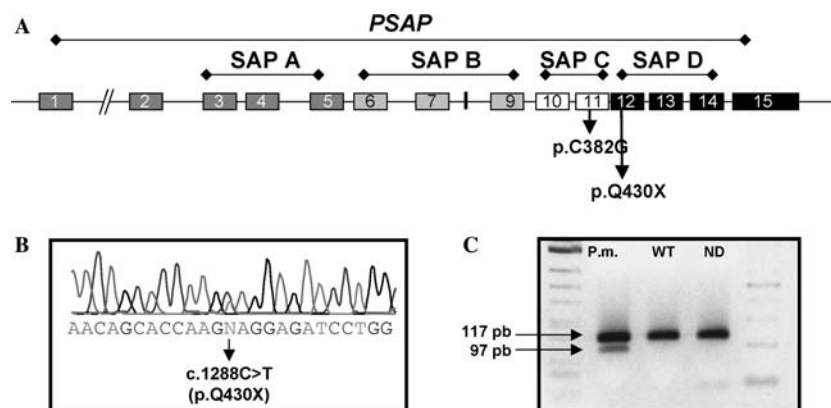 A
PSAP
SAP A SAP B SAP C SAP D
1 // 2 3 4 5 6 7 9 10 11 12 13 14 15
p.C382G
p.Q430X
B
AACAGCACCAAGNAGGAGATCCTGG
c.1288C>T
(p.Q430X)
C
P.m. WT ND
117 pb
97 pb